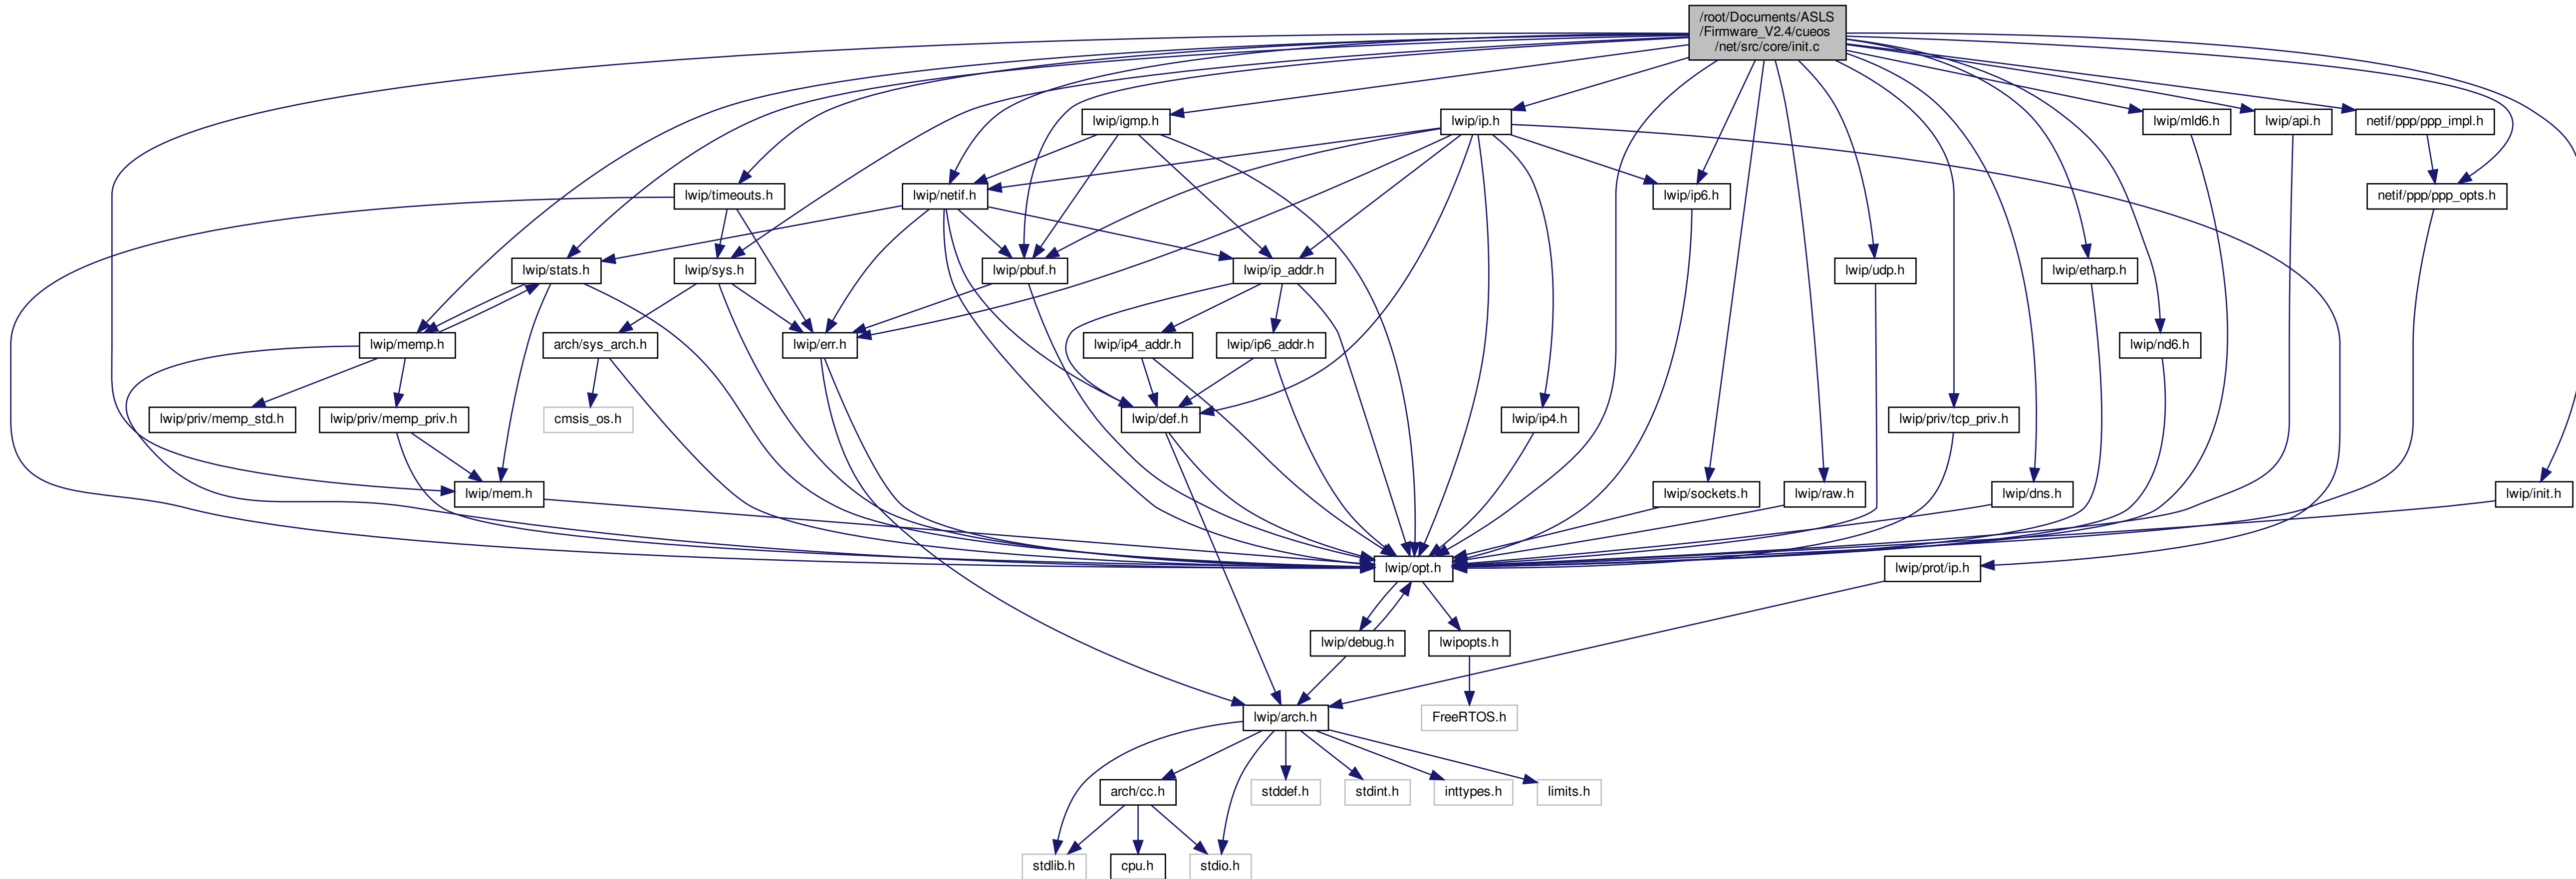 /root/Documents/ASLS
/Firmware_V2.4/cueos
/net/src/core/init.c
lwip/igmp.h
lwip/ip.h
lwip/mld6.h
lwip/api.h
netif/ppp/ppp_impl.h
lwip/timeouts.h
lwip/netif.h
lwip/ip6.h
netif/ppp/ppp_opts.h
lwip/stats.h
lwip/sys.h
lwip/pbuf.h
lwip/ip_addr.h
lwip/udp.h
lwip/etharp.h
lwip/memp.h
arch/sys_arch.h
lwip/err.h
lwip/ip4_addr.h
lwip/ip6_addr.h
lwip/nd6.h
lwip/priv/memp_std.h
lwip/priv/memp_priv.h
cmsis_os.h
lwip/def.h
lwip/ip4.h
lwip/priv/tcp_priv.h
lwip/mem.h
lwip/sockets.h
lwip/raw.h
lwip/dns.h
lwip/init.h
lwip/opt.h
lwip/prot/ip.h
lwip/debug.h
lwipopts.h
lwip/arch.h
FreeRTOS.h
arch/cc.h
stddef.h
stdint.h
inttypes.h
limits.h
stdlib.h
cpu.h
stdio.h